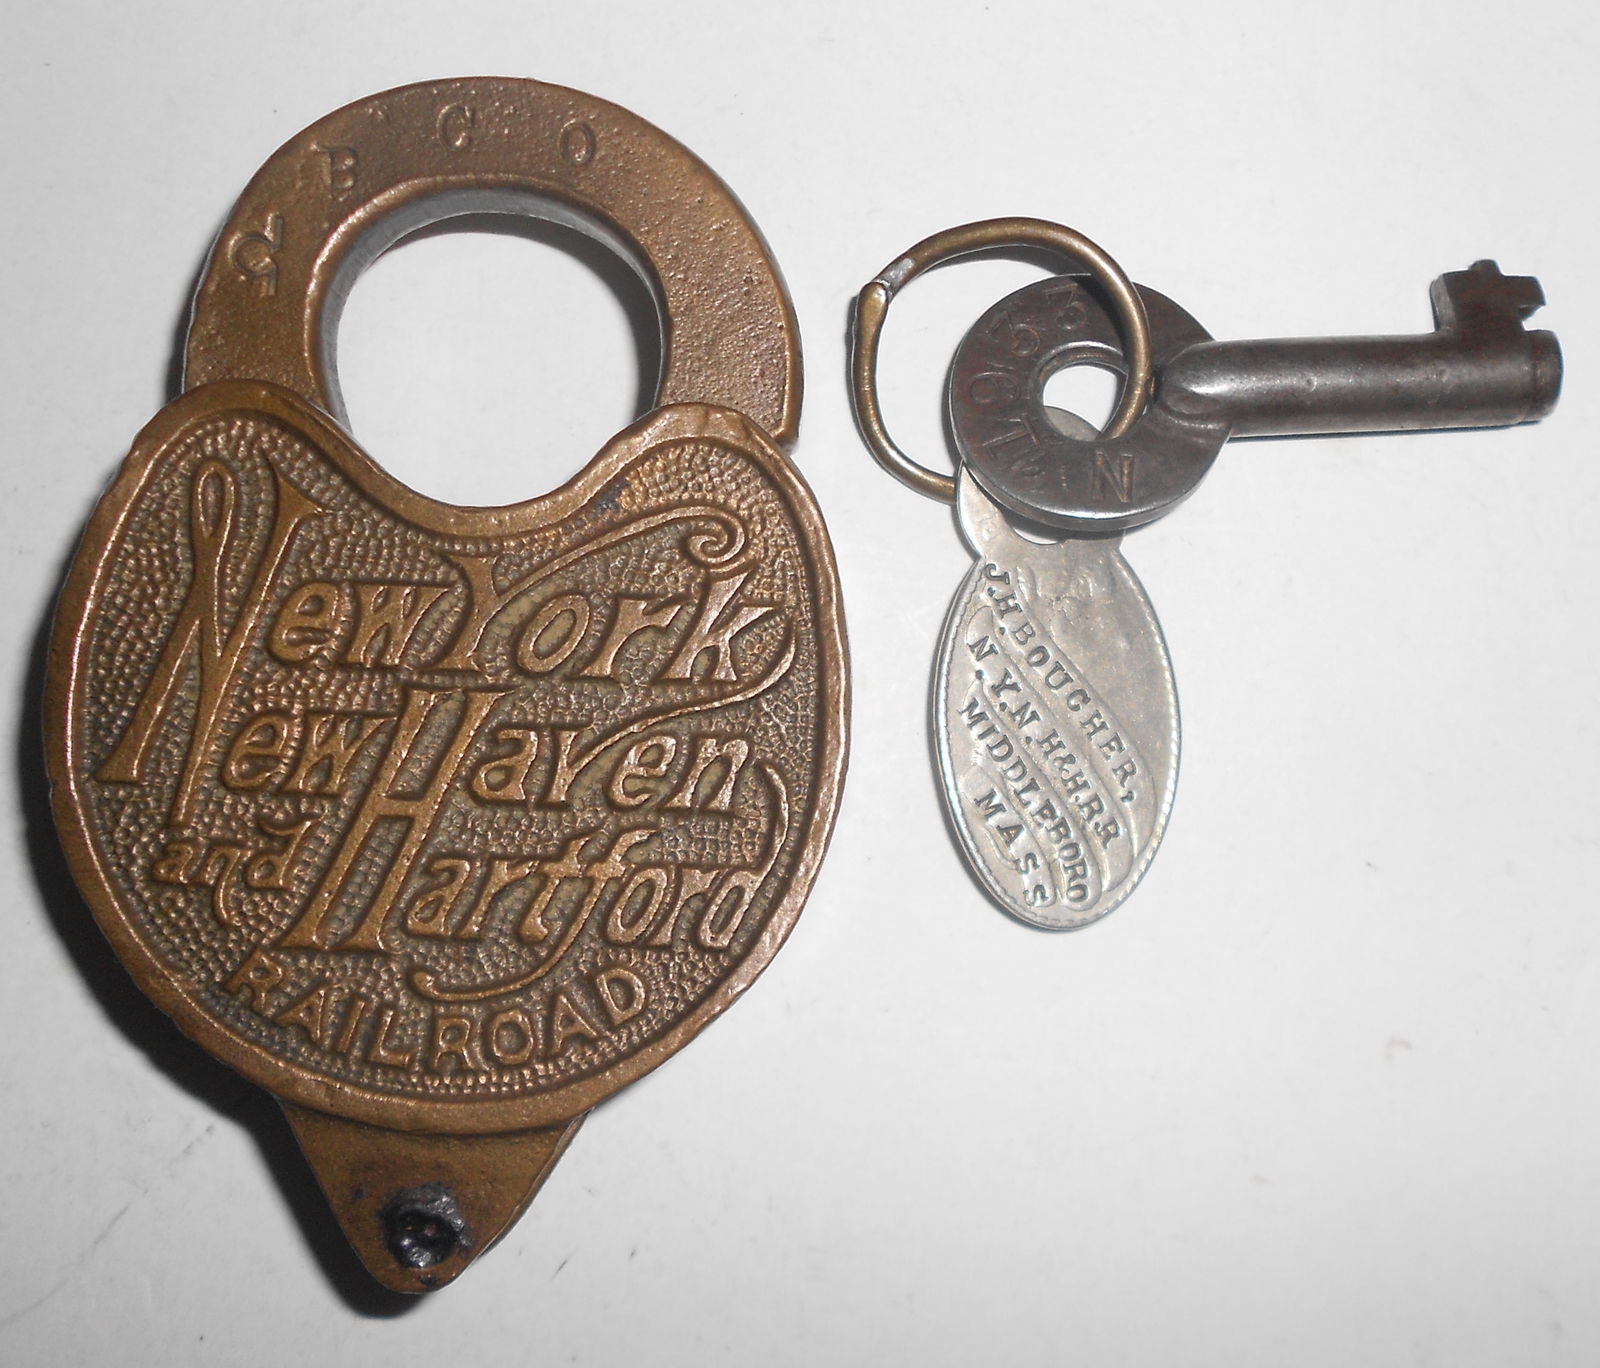 R B C O
New York
New Haven
and Hartford
RAILROAD
N
J.H.BOUCHER,
N.Y.N.H&H.R.R
MIDDLEBORO
MASS